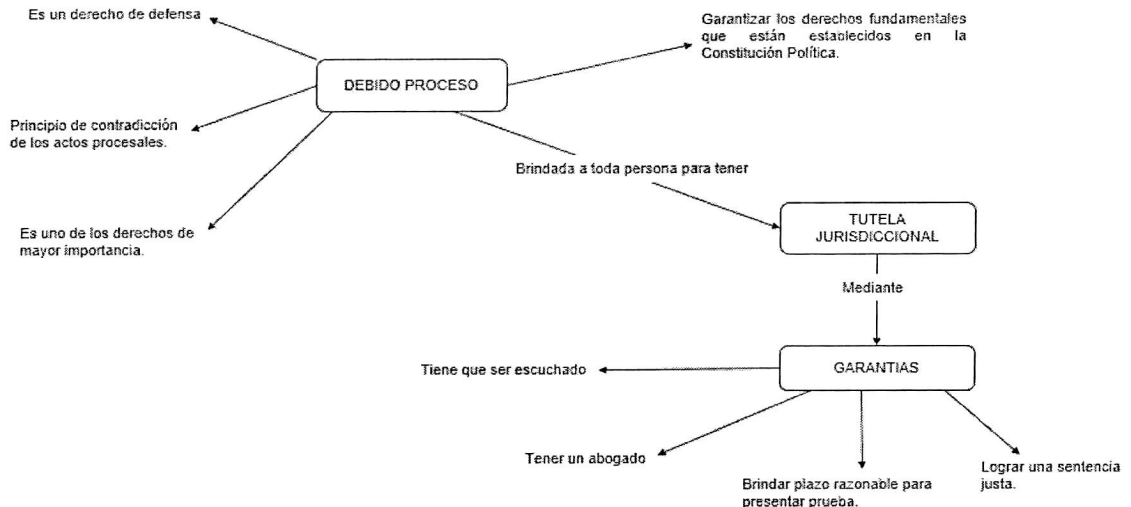 Es un derecho de defensa
Garantizar los derechos fundamentales
que están establecidos en la
Constitución Política.
DEBIDO PROCESO
Principio de contradicción
de los actos procesales.
Brindada a toda persona para tener
Es uno de los derechos de
mayor importancia.
TUTELA
JURISDICCIONAL
Mediante
Tiene que ser escuchado
GARANTIAS
Tener un abogado
Brindar plazo razonable para
presentar prueba.
Lograr una sentencia
justa.